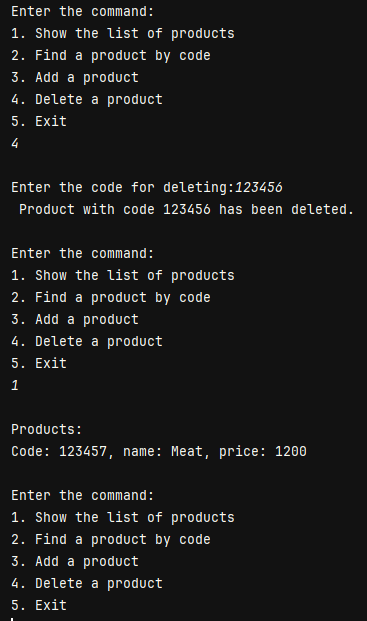 Enter the command:
1. Show the list of products
2. Find a product by code
3. Add a product
4. Delete a product
5. Exit
4
Enter the code for deleting:123456
Product with code 123456 has been deleted.
Enter the command:
1. Show the list of products
2. Find a product by code
3. Add a product
4. Delete a product
5. Exit
1
Products:
Code: 123457, name: Meat, price: 1200
Enter the command:
1. Show the list of products
2. Find a product by code
3. Add a product
4. Delete a product
5. Exit